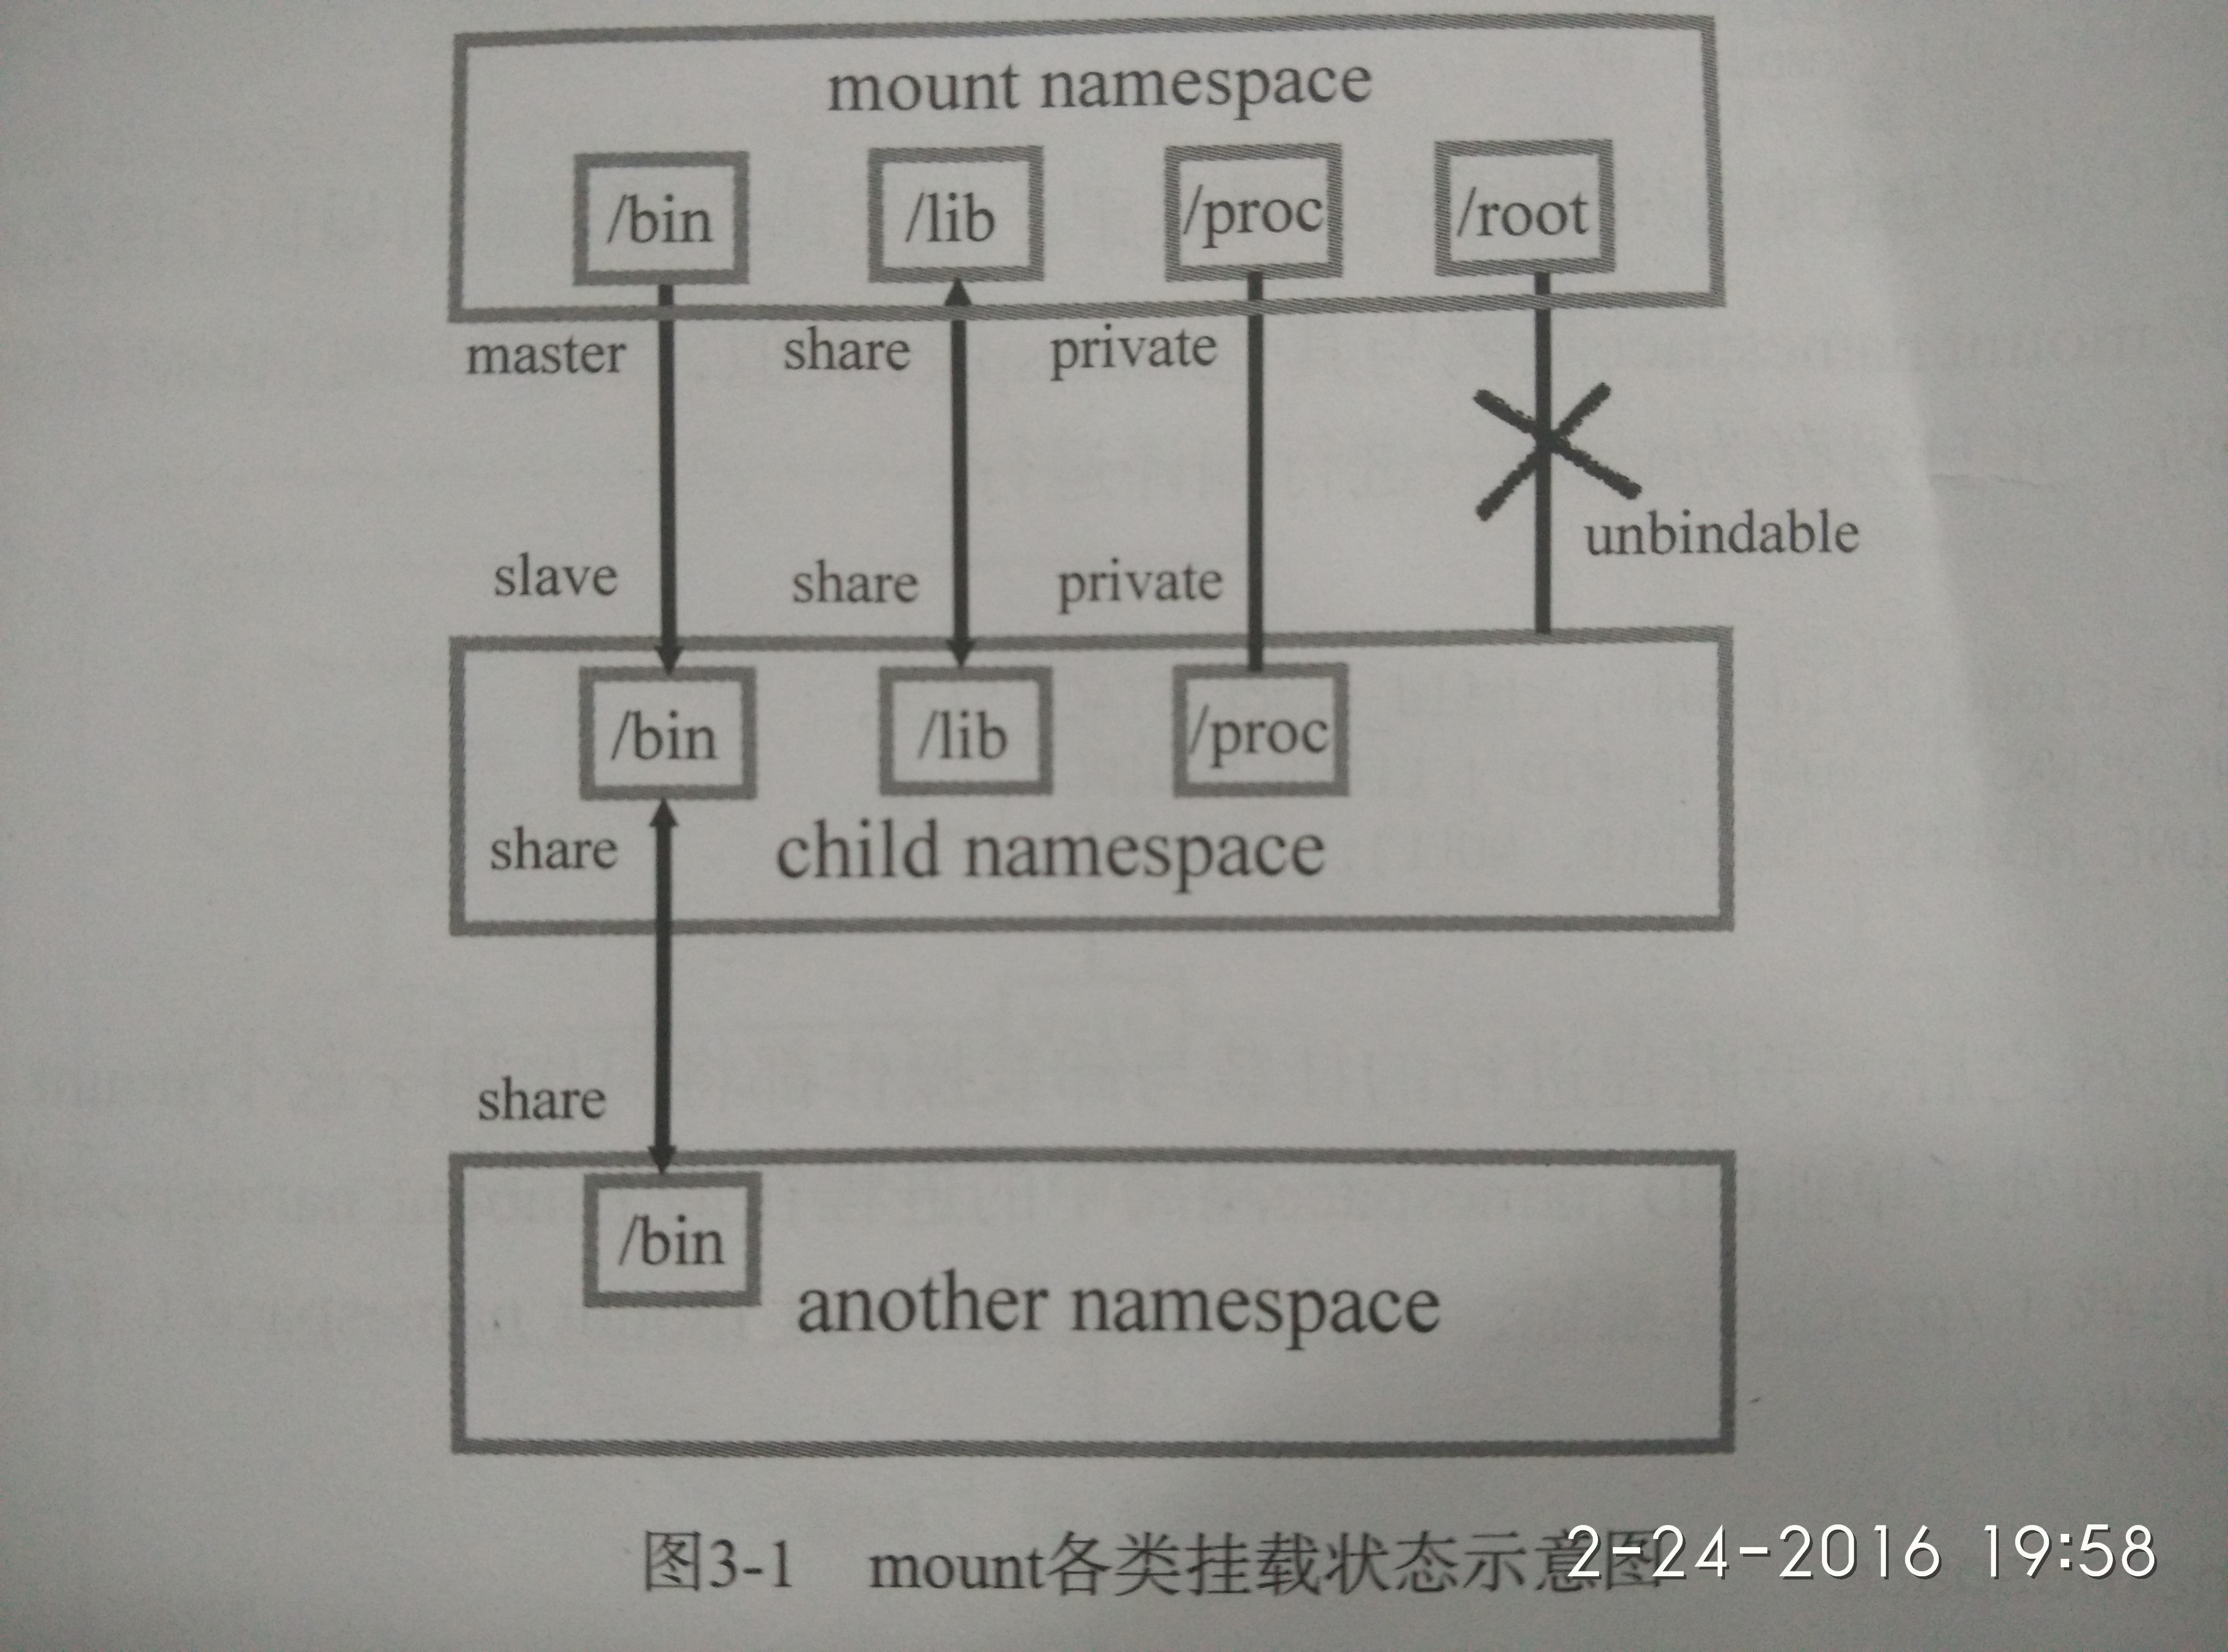 mount namespace
/bin /lib /proc /root
master share private
slave share private
unbindable
/bin /lib /proc
share child namespace
share
/bin
another namespace
图3-1 mount各类挂载状态示意图
2-24-2016 19:58